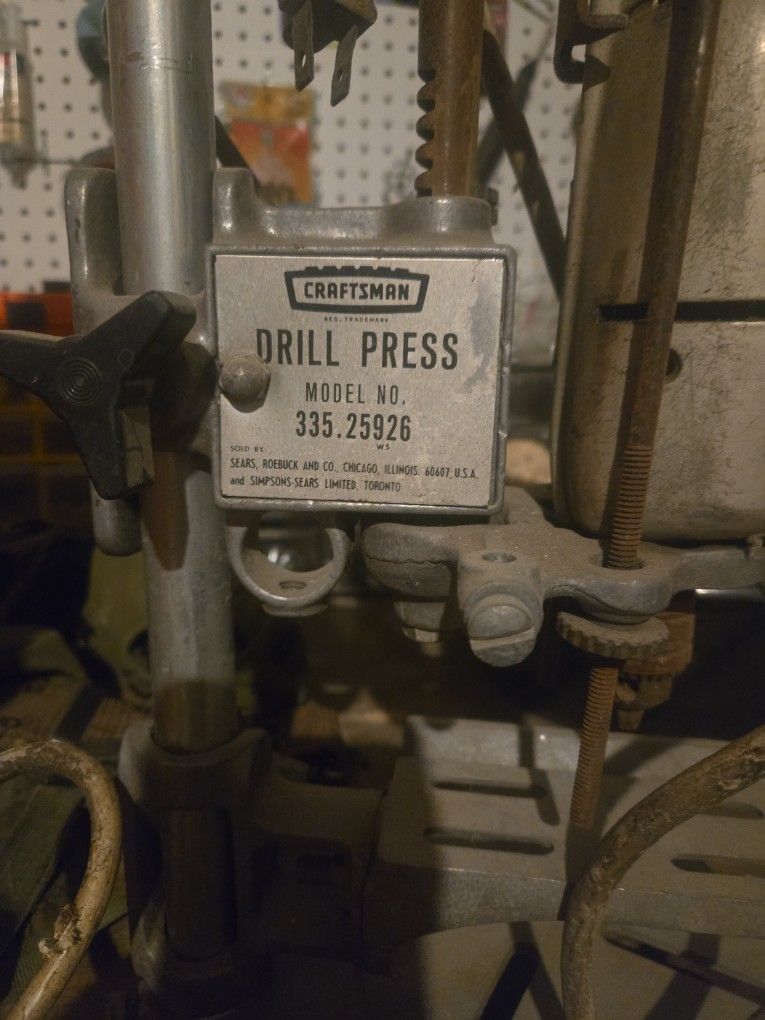 CRAFTSMAN
REG. TRADEMARK
DRILL PRESS
MODEL NO.
335.25926
WS
SOLD BY
SEARS, ROEBUCK AND CO., CHICAGO, ILLINOIS. 60607 U.S.A.
and SIMPSONS-SEARS LIMITED, TORONTO